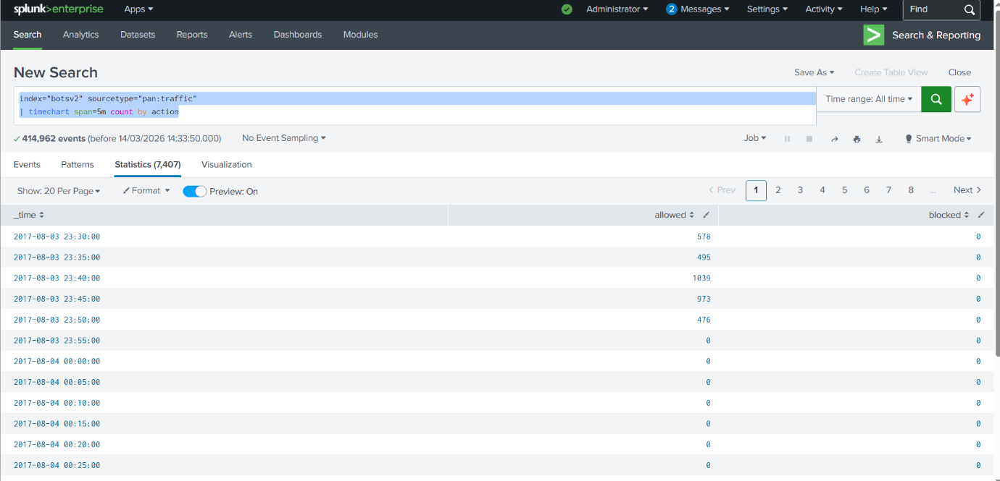 splunk>enterprise Apps Administrator 2 Messages Settings Activity Help Find
Search Analytics Datasets Reports Alerts Dashboards Modules > Search & Reporting
New Search Save As Create Table View Close
index="botsv2" sourcetype="pan:traffic"
| timechart span=5m count by action
Time range: All time
414,962 events (before 14/03/2026 14:33:50.000) No Event Sampling Job Smart Mode
Events Patterns Statistics (7,407) Visualization
Show: 20 Per Page Format Preview: On < Prev 1 2 3 4 5 6 7 8 ... Next >
_time allowed blocked
2017-08-03 23:30:00 578 0
2017-08-03 23:35:00 495 0
2017-08-03 23:40:00 1039 0
2017-08-03 23:45:00 973 0
2017-08-03 23:50:00 476 0
2017-08-03 23:55:00 0 0
2017-08-04 00:00:00 0 0
2017-08-04 00:05:00 0 0
2017-08-04 00:10:00 0 0
2017-08-04 00:15:00 0 0
2017-08-04 00:20:00 0 0
2017-08-04 00:25:00 0 0